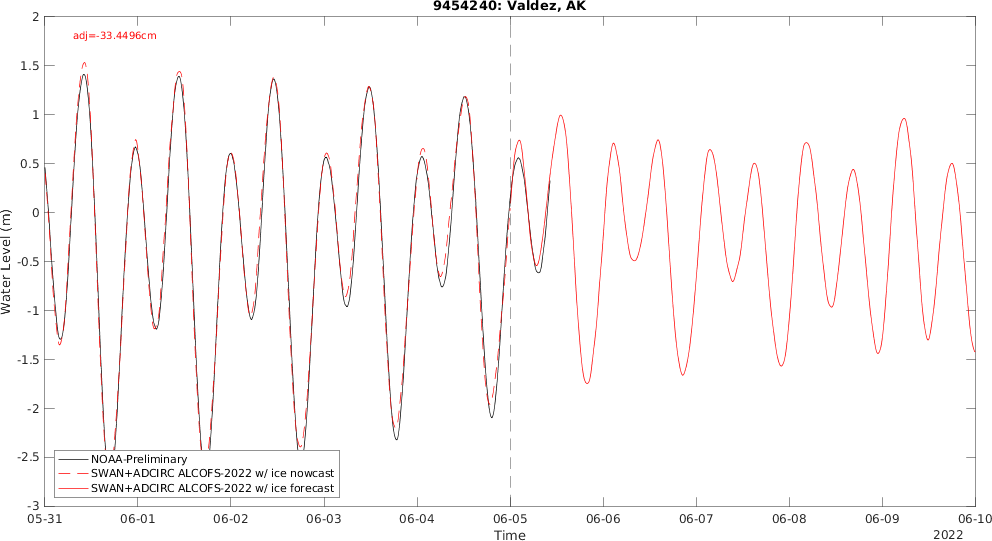 9454240: Valdez, AK
adj=-33.4496cm
2
1.5
1
0.5
0
-0.5
-1
-1.5
-2
-2.5
-3
Water Level (m)
NOAA-Preliminary
SWAN+ADCIRC ALCOFS-2022 w/ ice nowcast
SWAN+ADCIRC ALCOFS-2022 w/ ice forecast
05-31 06-01 06-02 06-03 06-04 06-05 06-06 06-07 06-08 06-09 06-10
Time
2022